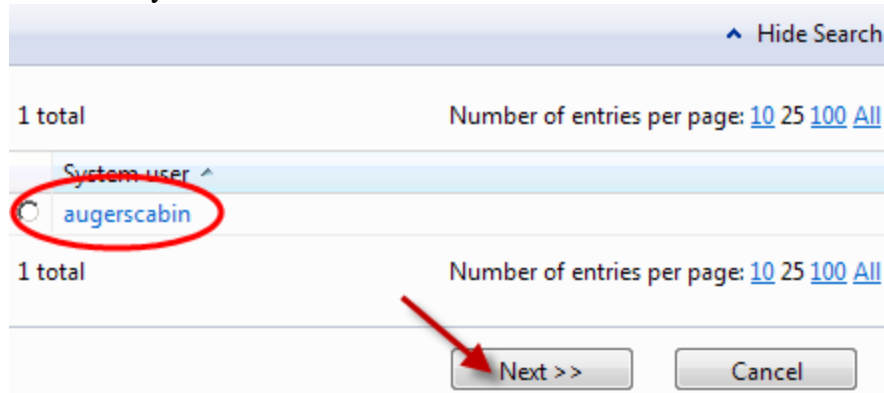 Hide Search
1 total Number of entries per page: 10 25 100 All
System user
augerscabin
1 total Number of entries per page: 10 25 100 All
Next >> Cancel